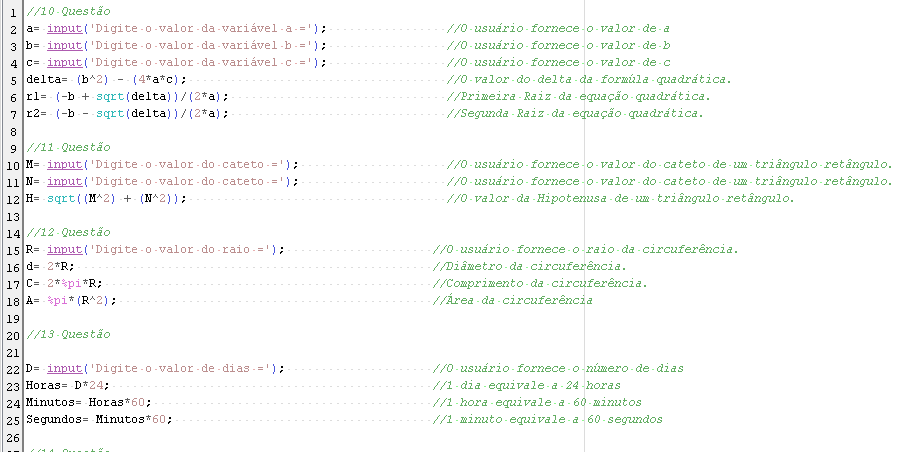 1 //10 Questão
2 a= input('Digite o valor da variável a ='); //O usuário fornece o valor de a
3 b= input('Digite o valor da variável b ='); //O usuário fornece o valor de b
4 c= input('Digite o valor da variável c ='); //O usuário fornece o valor de c
5 delta= (b^2) - (4*a*c); //O valor do delta da formúla quadrática.
6 r1= (-b + sqrt(delta))/(2*a); //Primeira Raiz da equação quadrática.
7 r2= (-b - sqrt(delta))/(2*a); //Segunda Raiz da equação quadrática.
8
9 //11 Questão
10 M= input('Digite o valor do cateto ='); //O usuário fornece o valor do cateto de um triângulo retângulo.
11 N= input('Digite o valor do cateto ='); //O usuário fornece o valor do cateto de um triângulo retângulo.
12 H= sqrt((M^2) + (N^2)); //O valor da Hipotenusa de um triângulo retângulo.
13
14 //12 Questão
15 R= input('Digite o valor do raio ='); //O usuário fornece o raio da circuferência.
16 d= 2*R; //Diâmetro da circuferência.
17 C= 2*%pi*R; //Comprimento da circuferência.
18 A= %pi*(R^2); //Área da circuferência
19
20 //13 Questão
21
22 D= input('Digite o valor de dias ='); //O usuário fornece o número de dias
23 Horas= D*24; //1 dia equivale a 24 horas
24 Minutos= Horas*60; //1 hora equivale a 60 minutos
25 Segundos= Minutos*60; //1 minuto equivale a 60 segundos
26
//14 Questão